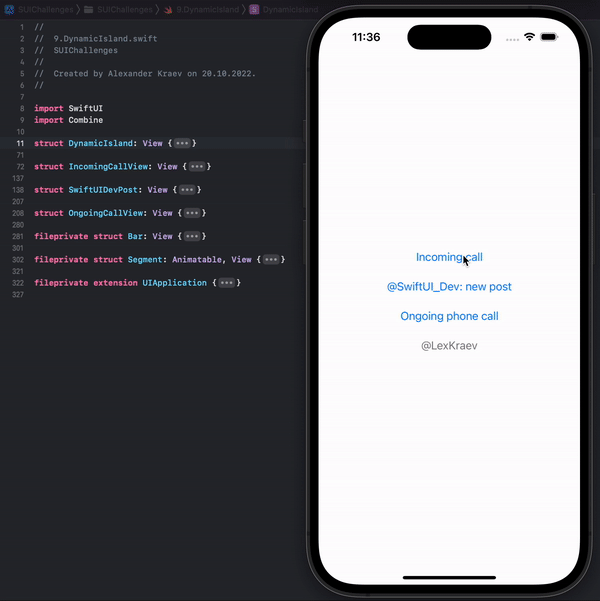 SUIChallenges 〉 SUIChallenges 〉 9.DynamicIsland 〉 S DynamicIsland
1 //
2 //  9.DynamicIsland.swift
3 //  SUIChallenges
4 //
5 //  Created by Alexander Kraev on 20.10.2022.
6 //
7
8 import SwiftUI
9 import Combine
10
11 struct DynamicIsland: View {•••}
71
72 struct IncomingCallView: View {•••}
137
138 struct SwiftUIDevPost: View {•••}
207
208 struct OngoingCallView: View {•••}
280
281 fileprivate struct Bar: View {•••}
301
302 fileprivate struct Segment: Animatable, View {•••}
321
322 fileprivate extension UIApplication {•••}
327
11:36
Incoming call
@SwiftUI_Dev: new post
Ongoing phone call
@LexKraev